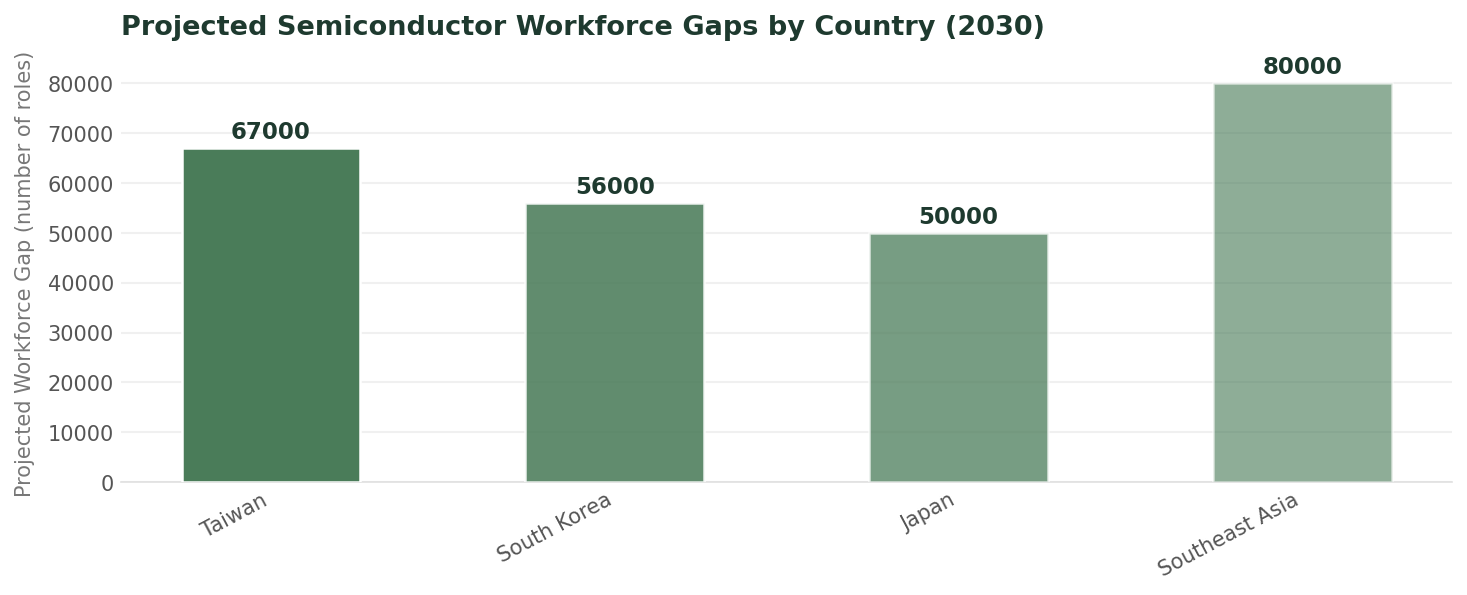 Projected Semiconductor Workforce Gaps by Country (2030)
Projected Workforce Gap (number of roles)
80000
70000
60000
50000
40000
30000
20000
10000
0
67000
56000
50000
80000
Taiwan
South Korea
Japan
Southeast Asia